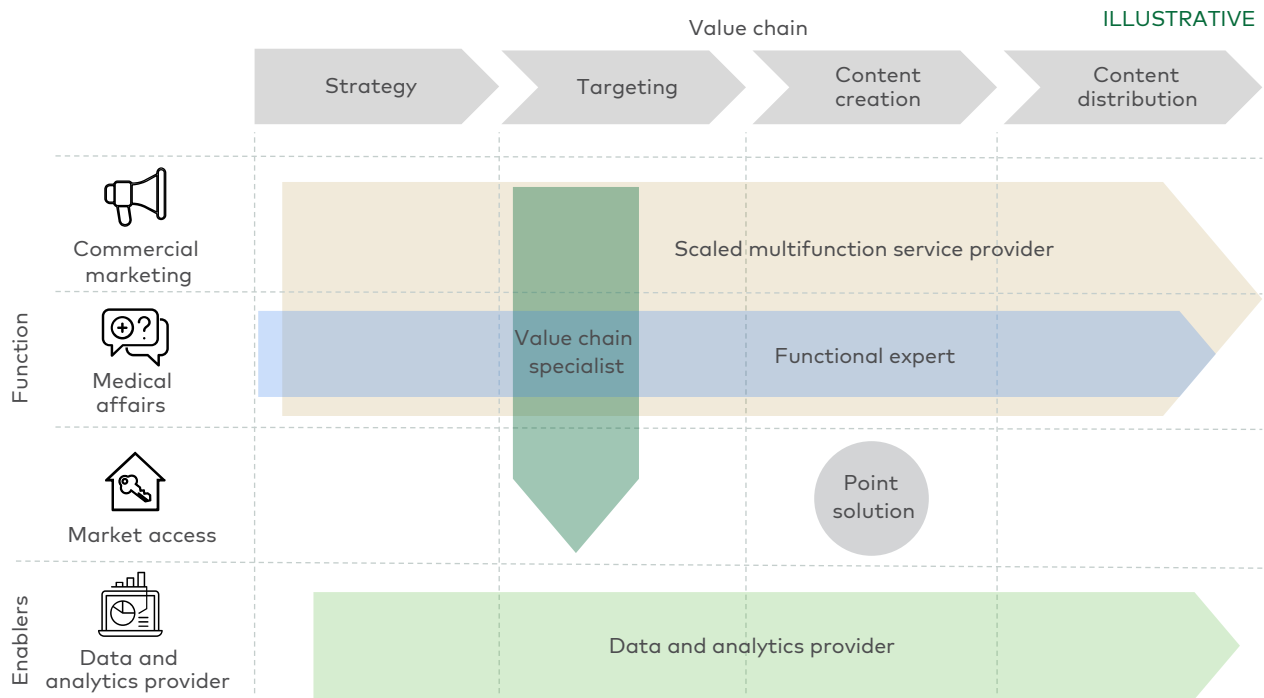 Value chain
ILLUSTRATIVE
Strategy
Targeting
Content
creation
Content
distribution
Function
Commercial
marketing
Scaled multifunction service provider
?
Medical
affairs
Value chain
specialist
Functional expert
Market access
Point
solution
Enablers
Data and
analytics provider
Data and analytics provider